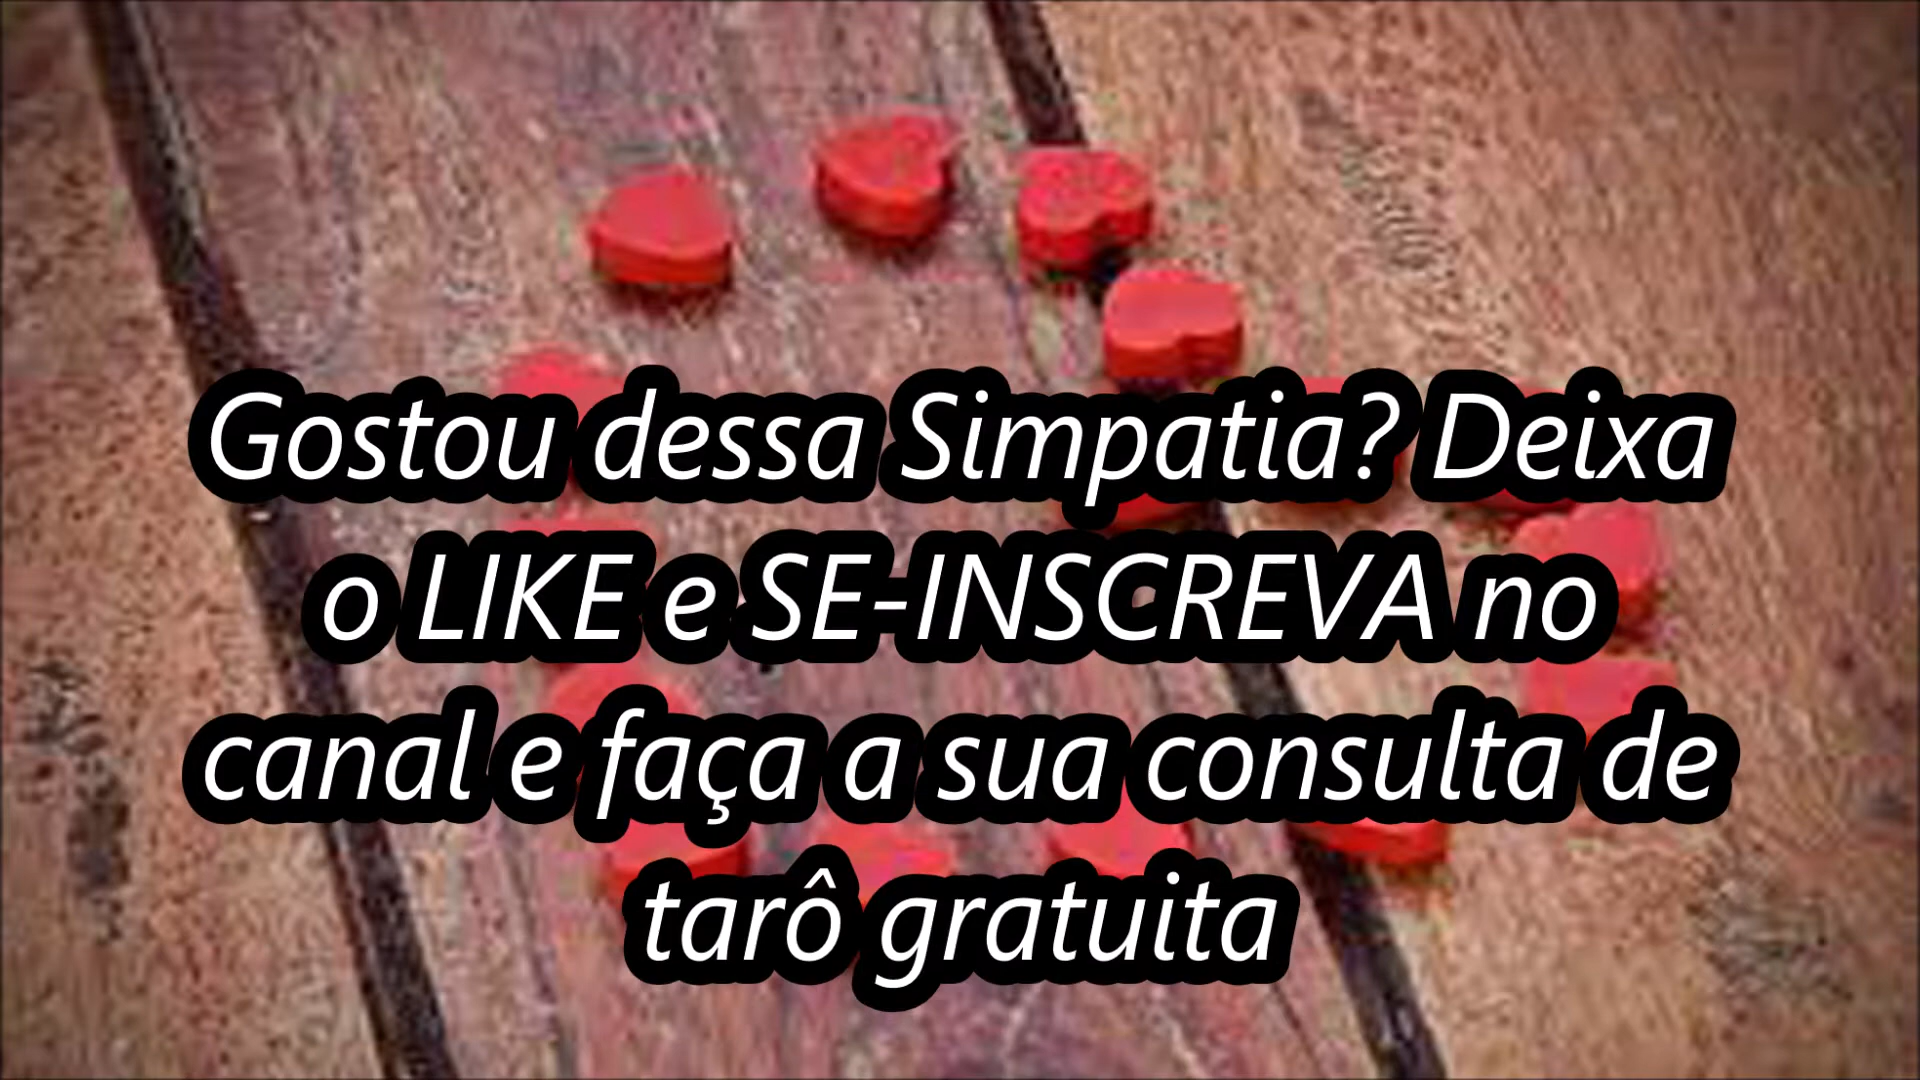 Gostou dessa Simpatia? Deixa
o LIKE e SE-INSCREVA no
canal e faça a sua consulta de
tarô gratuita